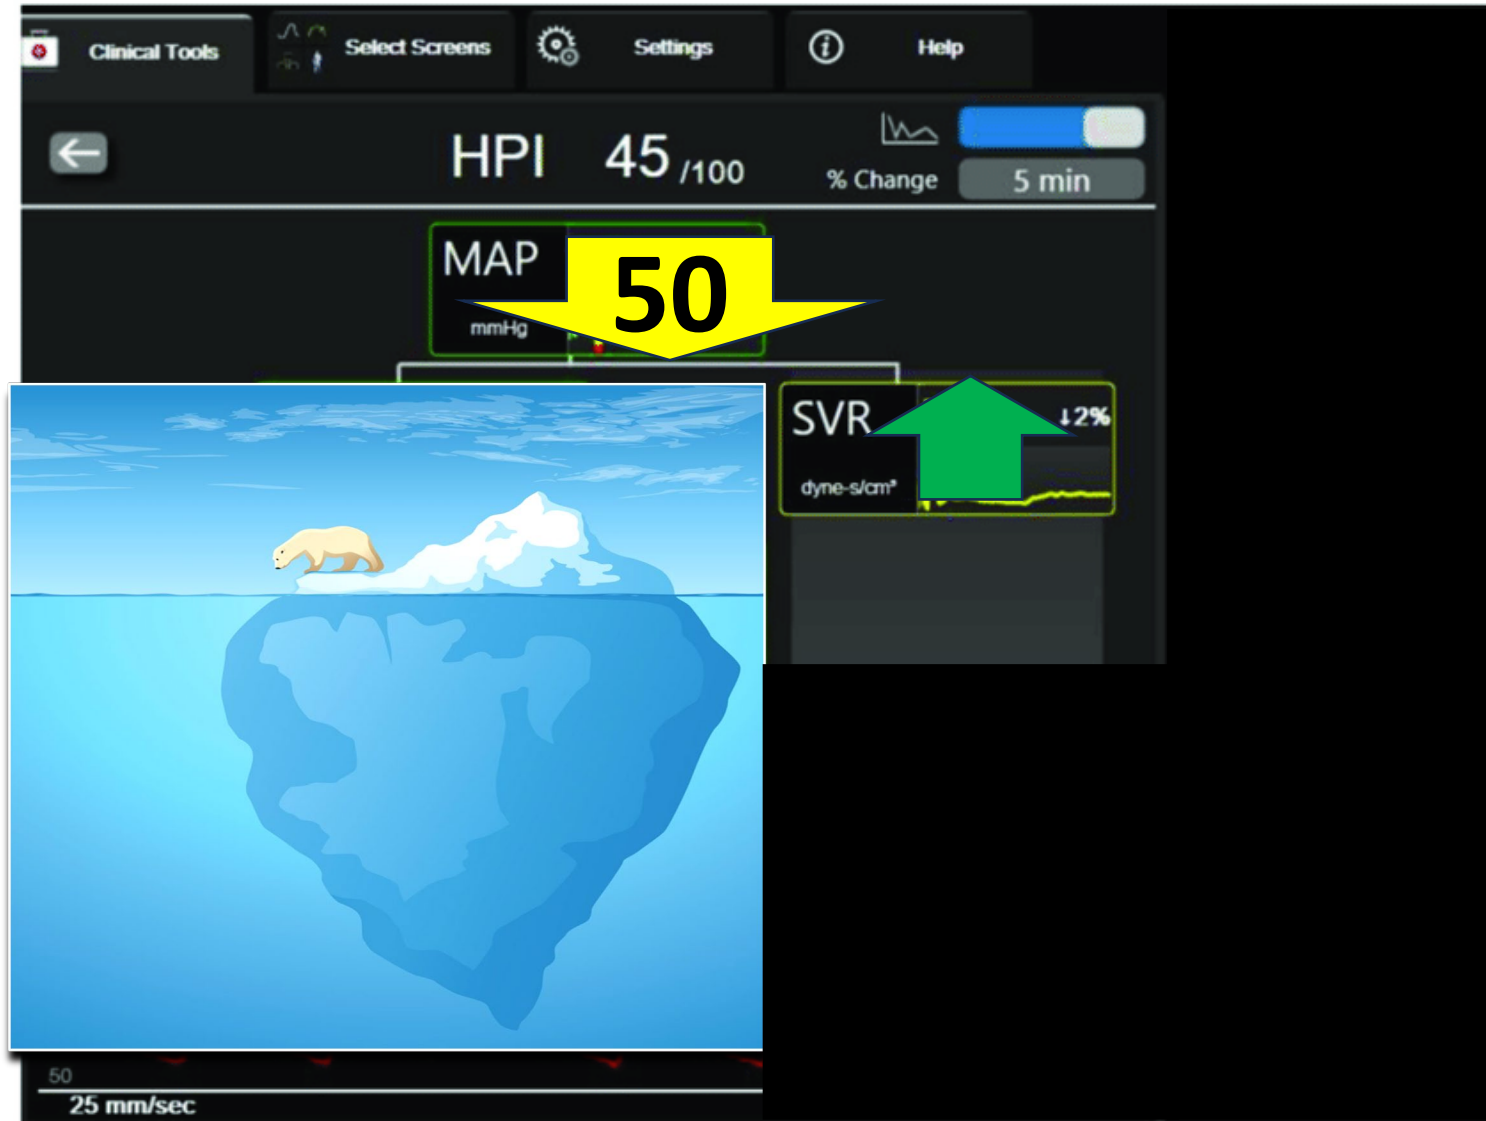 Clinical Tools
Select Screens
Settings
Help
HPI 45 /100
% Change
5 min
MAP
50
mmHg
SVR
↓2%
dyne-s/cm⁵
50
25 mm/sec